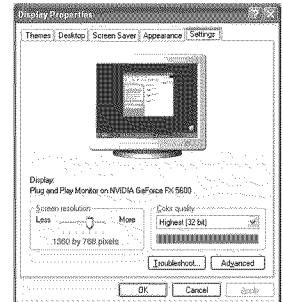 Display Properties
Themes Desktop Screen Saver Appearance Settings
Display:
Plug and Play Monitor on NVIDIA GeForce FX 5600
Screen resolution
Less More
1360 by 768 pixels
Color quality
Highest (32 bit)
Troubleshoot... Advanced
OK Cancel Apply